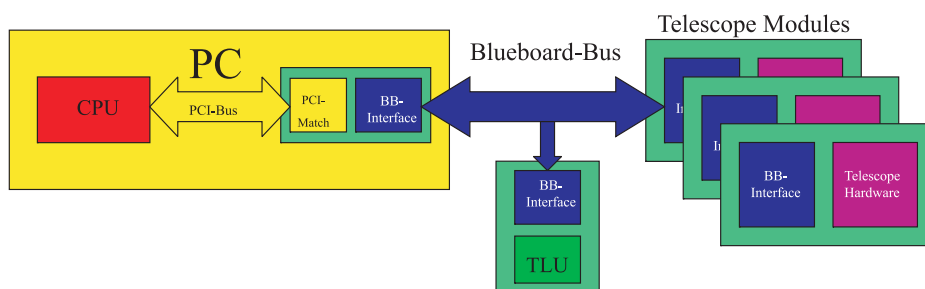 Telescope Modules
PC
Blueboard-Bus
CPU
PCI-Bus
PCI-
Match
BB-
Interface
BB-
Interface
TLU
BB-
Interface
Telescope
Hardware